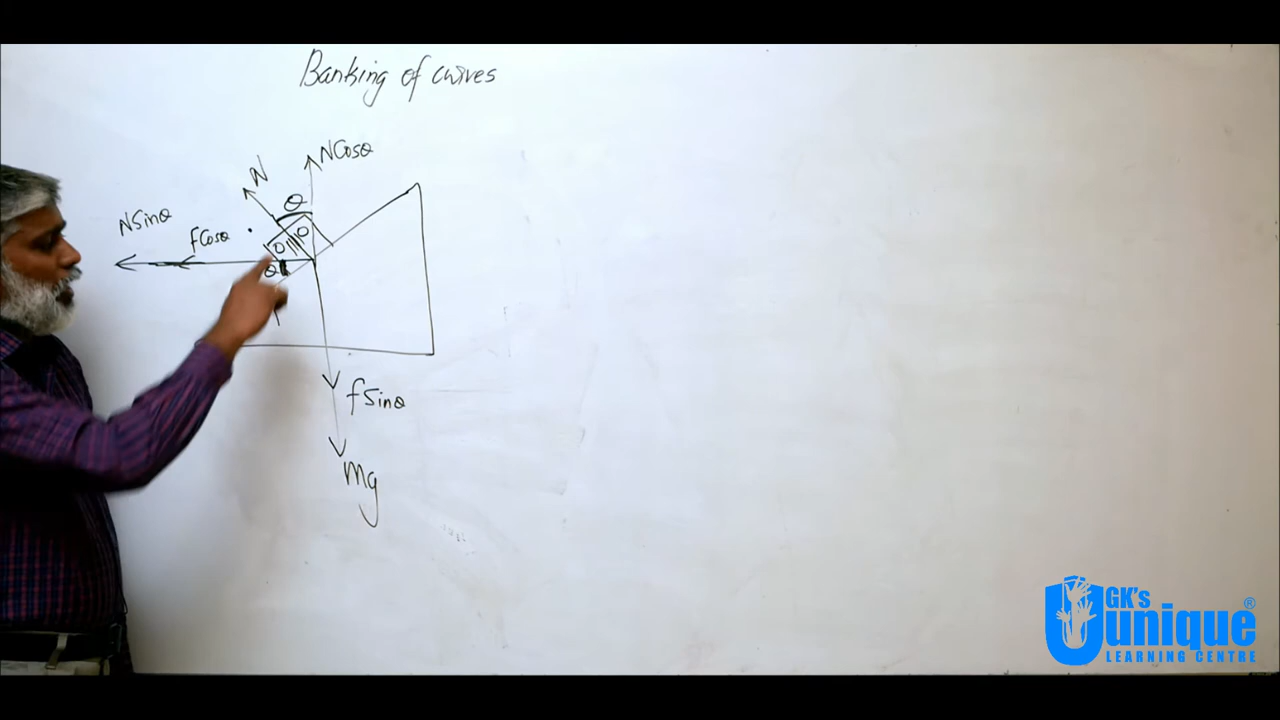 Banking of curves
NCosθ
N
θ
NSinθ
fCosθ
θ
fSinθ
mg
GK's
Unique®
LEARNING CENTRE